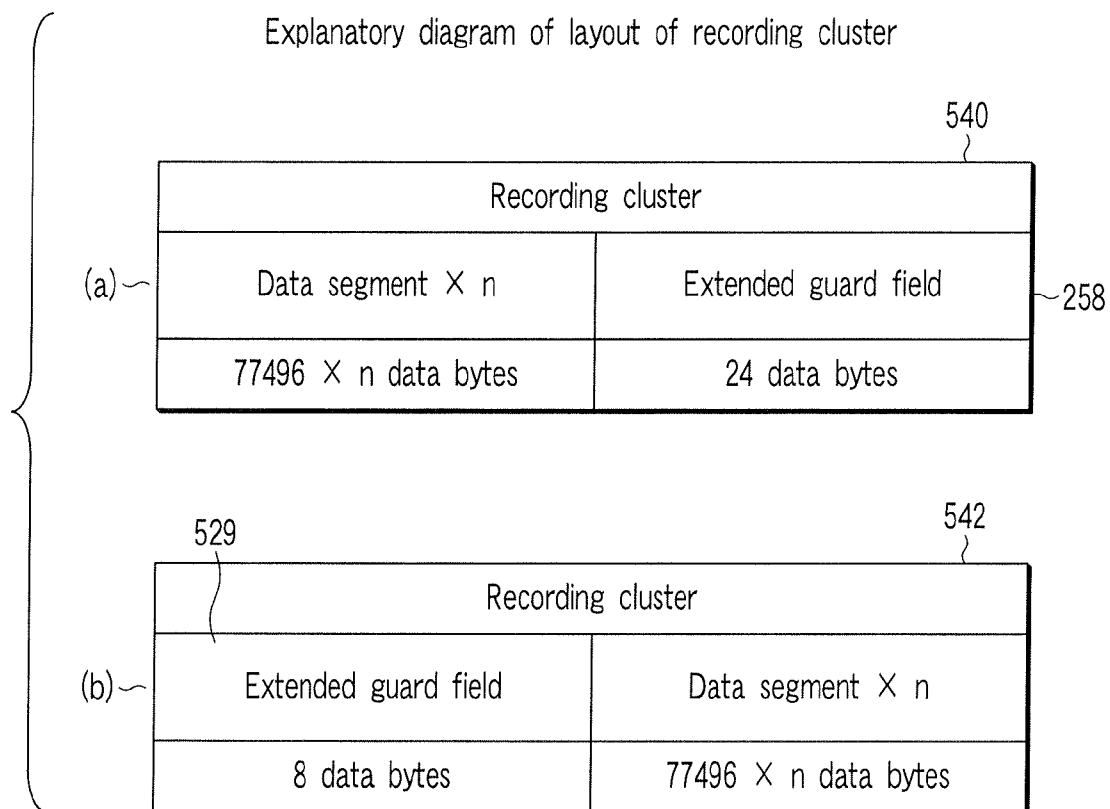 Explanatory diagram of layout of recording cluster
540
Recording cluster
(a)
Data segment × n
Extended guard field
258
77496 × n data bytes
24 data bytes
529
542
Recording cluster
(b)
Extended guard field
Data segment × n
8 data bytes
77496 × n data bytes